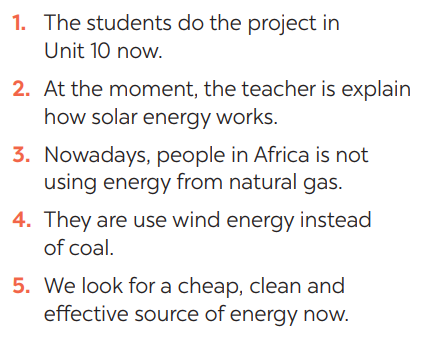 1. The students do the project in
Unit 10 now.
2. At the moment, the teacher is explain
how solar energy works.
3. Nowadays, people in Africa is not
using energy from natural gas.
4. They are use wind energy instead
of coal.
5. We look for a cheap, clean and
effective source of energy now.